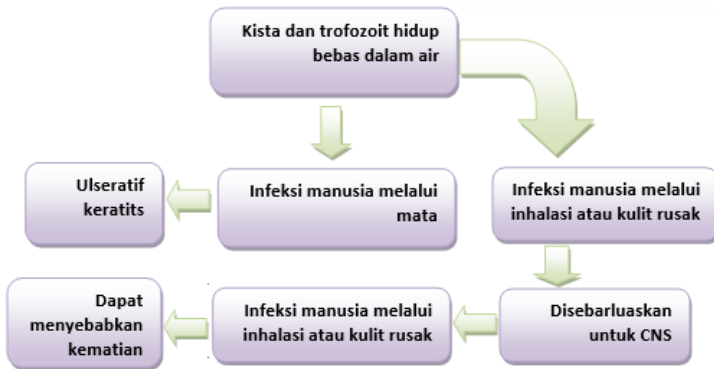 Kista dan trofozoit hidup
bebas dalam air
Ulseratif
keratits
Infeksi manusia melalui
mata
Infeksi manusia melalui
inhalasi atau kulit rusak
Dapat
menyebabkan
kematian
Infeksi manusia melalui
inhalasi atau kulit rusak
Disebarluaskan
untuk CNS